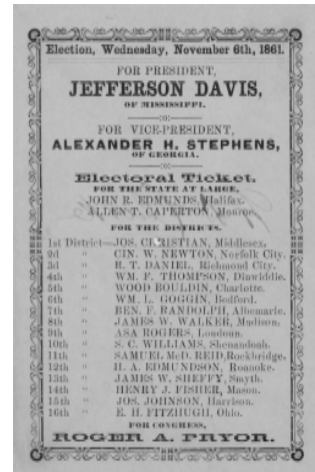 Election, Wednesday, November 6th, 1861.
FOR PRESIDENT,
JEFFERSON DAVIS,
OF MISSISSIPPI.
FOR VICE-PRESIDENT,
ALEXANDER H. STEPHENS,
OF GEORGIA.
Electoral Ticket.
FOR THE STATE AT LARGE,
JOHN R. EDMUNDS, Halifax.
ALLEN T. CAPERTON, Monroe.
FOR THE DISTRICTS.
1st District—JOS. CHRISTIAN, Middlesex.
2d " CIN. W. NEWTON, Norfolk City.
3d " R. T. DANIEL, Richmond City.
4th " WM. F. THOMPSON, Dinwiddie.
5th " WOOD BOULDIN, Charlotte.
6th " WM. L. GOGGIN, Bedford.
7th " BEN. F. RANDOLPH, Albemarle.
8th " JAMES W. WALKER, Madison.
9th " ASA ROGERS, Loudoun.
10th " S. C. WILLIAMS, Shenandoah.
11th " SAMUEL McD. REID, Rockbridge.
12th " H. A. EDMUNDSON, Roanoke.
13th " JAMES W. SHEFFY, Smyth.
14th " HENRY J. FISHER, Mason.
15th " JOS. JOHNSON, Harrison.
16th " E. H. FITZHUGH, Ohio.
FOR CONGRESS,
ROGER A. PRYOR.